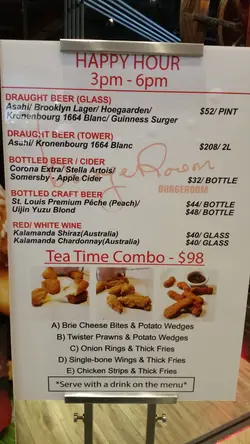 HAPPY HOUR
3pm - 6pm
DRAUGHT BEER (GLASS)
Asahi/ Brooklyn Lager/ Hoegaarden/ $52/ PINT
Kronenbourg 1664 Blanc/ Guinness Surger
DRAUGHT BEER (TOWER)
Asahi/ Kronenbourg 1664 Blanc $208/ 2L
BOTTLED BEER / CIDER
Corona Extra/ Stella Artois/
Somersby - Apple Cider $32/ BOTTLE
BURGEROOM
BOTTLED CRAFT BEER
St. Louis Premium Pêche (Peach)/ $44/ BOTTLE
Uijin Yuzu Blond $48/ BOTTLE
RED/ WHITE WINE
Kalamanda Shiraz(Australia) $40/ GLASS
Kalamanda Chardonnay(Australia) $40/ GLASS
Tea Time Combo - $98
A) Brie Cheese Bites & Potato Wedges
B) Twister Prawns & Potato Wedges
C) Onion Rings & Thick Fries
D) Single-bone Wings & Thick Fries
E) Chicken Strips & Thick Fries
*Serve with a drink on the menu*